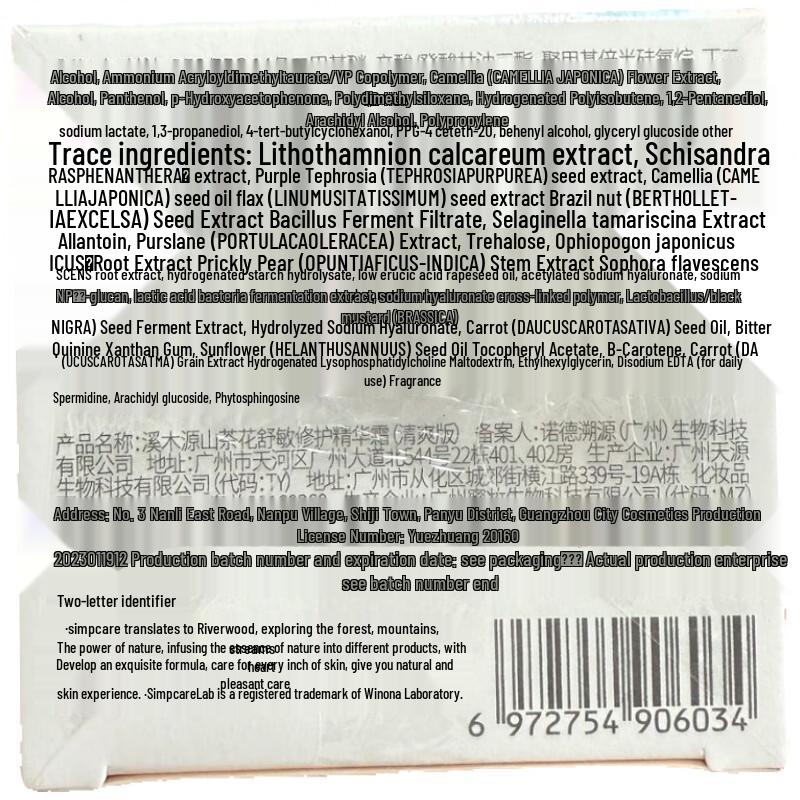 Alcohol, Ammonium Acryloyldimethyltaurate/VP Copolymer, Camellia (CAMELLIA JAPONICA) Flower Extract,
Alcohol, Panthenol, p-Hydroxyacetophenone, Polydimethylsiloxane, Hydrogenated Polyisobutene, 1,2-Pentanediol,
Arachidyl Alcohol, Polypropylene
sodium lactate, 1,3-propanediol, 4-tert-butylcyclohexanol, PPG-4 ceteth-20, behenyl alcohol, glyceryl glucoside other
Trace ingredients: Lithothamnion calcareum extract, Schisandra
RASPHENANTHERAE extract, Purple Tephrosia (TEPHROSIAPURPUREA) seed extract, Camellia (CAME
LLIAJAPONICA) seed oil flax (LINUMUSITATISSIMUM) seed extract Brazil nut (BERTHOLLET-
IAEXCELSA) Seed Extract Bacillus Ferment Filtrate, Selaginella tamariscina Extract
Allantoin, Purslane (PORTULACAOLERACEA) Extract, Trehalose, Ophiopogon japonicus
ICUS Root Extract Prickly Pear (OPUNTIAFICUS-INDICA) Stem Extract Sophora flavescens
SCENS root extract, hydrogenated starch hydrolysate, low erucic acid rapeseed oil, acetylated sodium hyaluronate, sodium
-glucan, lactic acid bacteria fermentation extract, sodium hyaluronate cross-linked polymer, Lactobacillus/black
mustard (BRASSICA)
NIGRA) Seed Ferment Extract, Hydrolyzed Sodium Hyaluronate, Carrot (DAUCUSCAROTASATIVA) Seed Oil, Bitter
Quinine Xanthan Gum, Sunflower (HELANTHUSANNUUS) Seed Oil Tocopheryl Acetate, B-Carotene, Carrot (DA
(UCUSCAROTASATMA) Grain Extract Hydrogenated Lysophosphatidylcholine Maltodextrin, Ethylhexylglycerin, Disodium EDTA (for daily
use) Fragrance
Spermidine, Arachidyl glucoside, Phytosphingosine
产品名称:溪木源山茶花舒敏修护精华霜(清爽版) 备案人:诺德溯源(广州)生物科技
有限公司 地址:广州市天河区广州大道北544号22栋401、402房 生产企业:广州天源
生物科技有限公司(代码:TY) 地址:广州市从化区城郊街横江路339号-19A栋 化妆品
Address: No. 3 Nanli East Road, Nanpu Village, Shiji Town, Panyu District, Guangzhou City Cosmetics Production
License Number: Yuezhuang 20160
2023011912 Production batch number and expiration date: see packaging Actual production enterprise
see batch number end
Two-letter identifier
·simpcare translates to Riverwood, exploring the forest, mountains,
streams
The power of nature, infusing the essence of nature into different products, with
heart
Develop an exquisite formula, care for every inch of skin, give you natural and
pleasant care
skin experience. ·SimpcareLab is a registered trademark of Winona Laboratory.
6 972754 906034